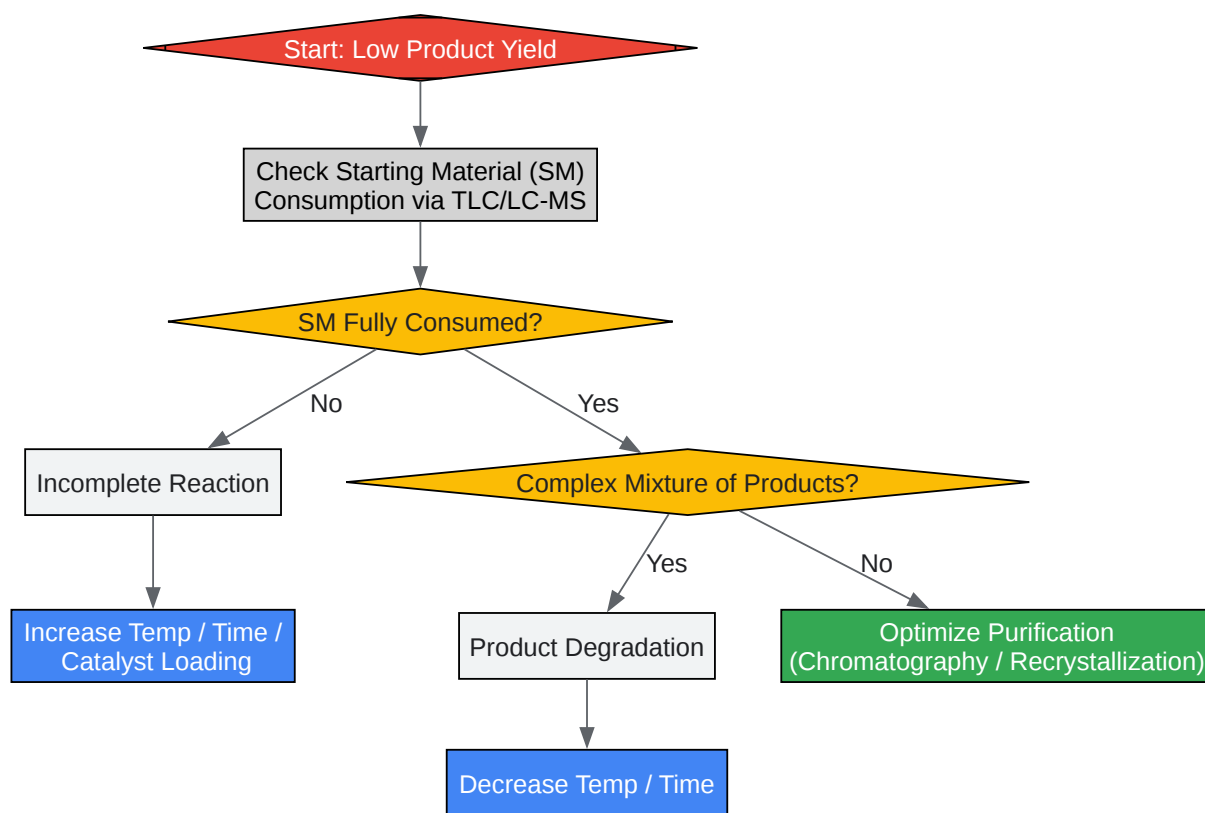 Start: Low Product Yield
Check Starting Material (SM)
Consumption via TLC/LC-MS
SM Fully Consumed?
No
Yes
Incomplete Reaction
Complex Mixture of Products?
Yes
No
Increase Temp / Time /
Catalyst Loading
Product Degradation
Optimize Purification
(Chromatography / Recrystallization)
Decrease Temp / Time